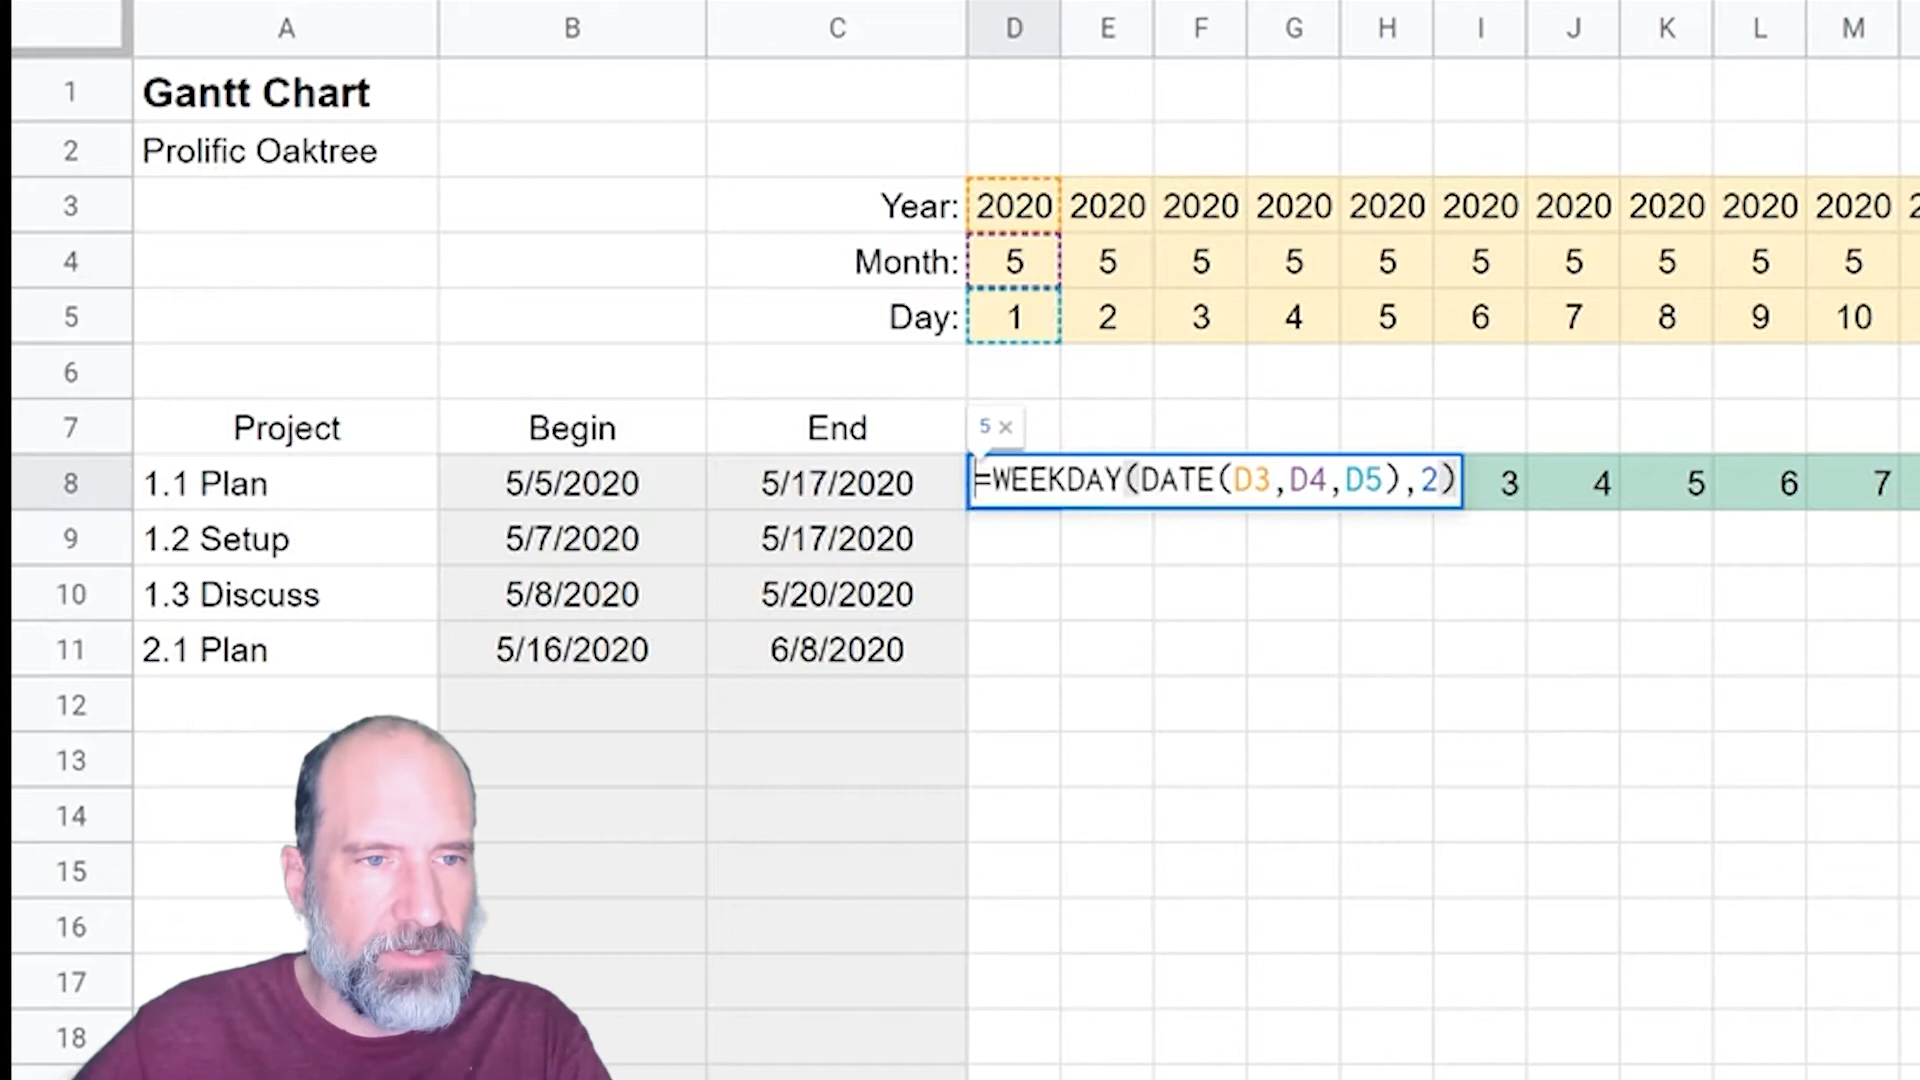 A B C D E F G H I J K L M
1 Gantt Chart
2 Prolific Oaktree
3 Year: 2020 2020 2020 2020 2020 2020 2020 2020 2020 2020 2
4 Month: 5 5 5 5 5 5 5 5 5 5
5 Day: 1 2 3 4 5 6 7 8 9 10
6
7 Project Begin End 5 ×
8 1.1 Plan 5/5/2020 5/17/2020 =WEEKDAY(DATE(D3,D4,D5),2) 3 4 5 6 7
9 1.2 Setup 5/7/2020 5/17/2020
10 1.3 Discuss 5/8/2020 5/20/2020
11 2.1 Plan 5/16/2020 6/8/2020
12
13
14
15
16
17
18